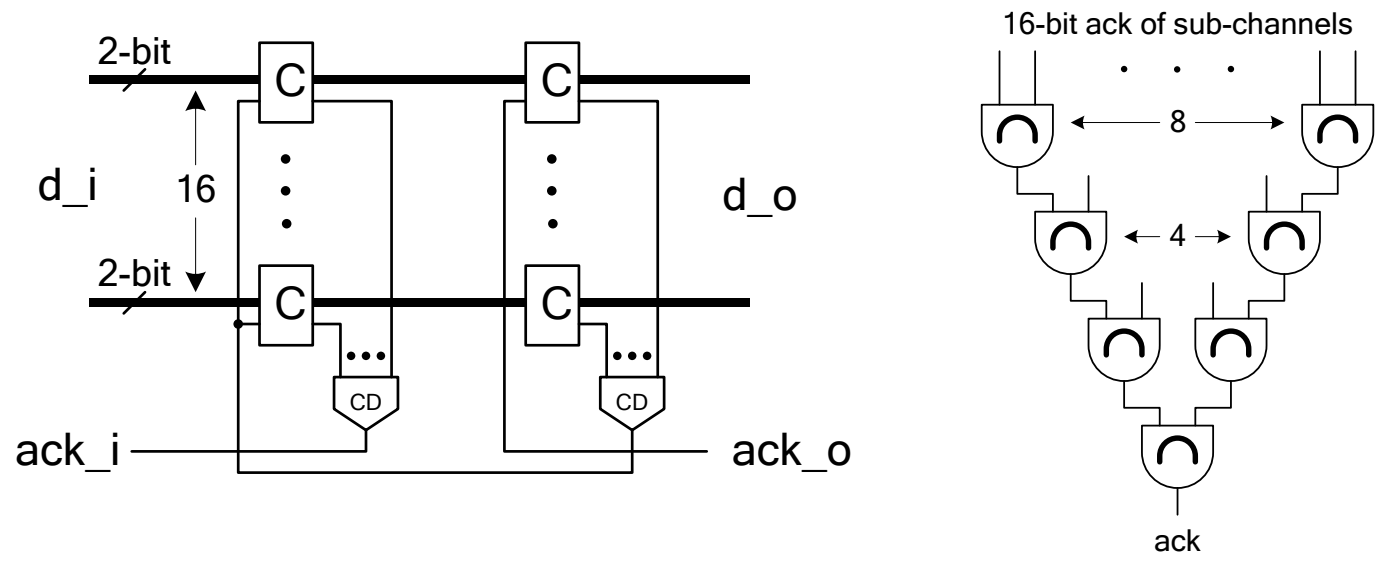 2-bit
C
C
d_i
16
d_o
2-bit
C
C
CD
CD
ack_i
ack_o
16-bit ack of sub-channels
8
4
ack